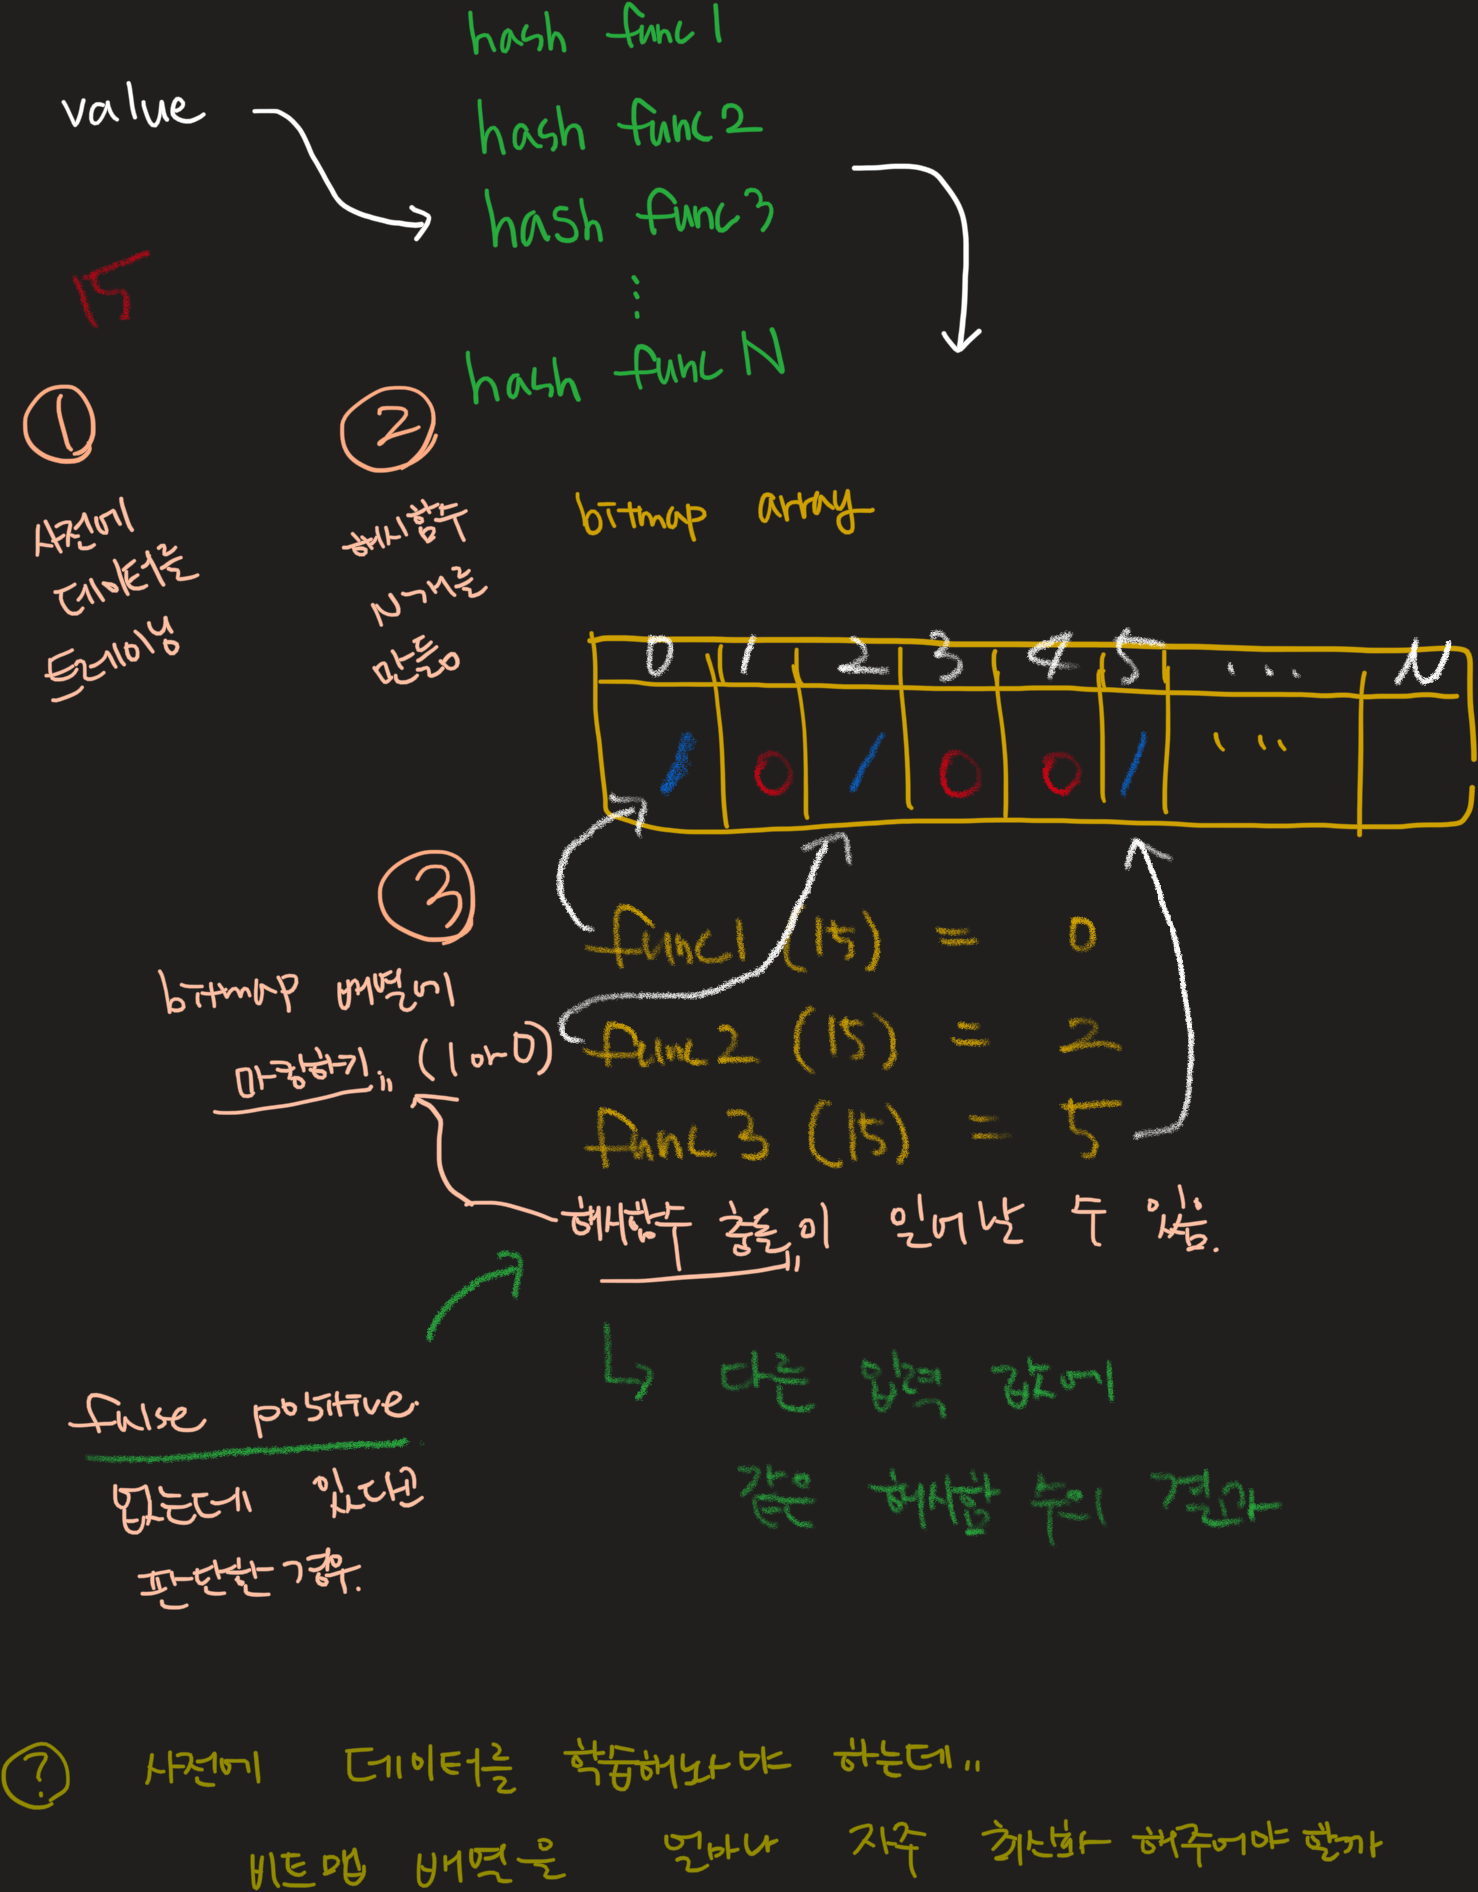 hash func 1
value
hash func 2
hash func 3
15
⋮
hash func N
①
②
사전에
데이터를
트레이닝
해시함수
N개를
만듦
bitmap array
0 1 2 3 4 5 ... N
1 0 1 0 0 1 ...
③
func1 (15) = 0
bitmap 배열에
마킹하기,, (1 or 0)
func 2 (15) = 2
func 3 (15) = 5
해시함수 충돌,,이 일어날 수 있음.
↳ 다른 입력 값에
같은 해시함수의 결과
false positive.
없는데 있다고
판단한 경우.
? 사전에 데이터를 학습해놔야 하는데..
비트맵 배열을 얼마나 자주 최신화 해주어야 할까